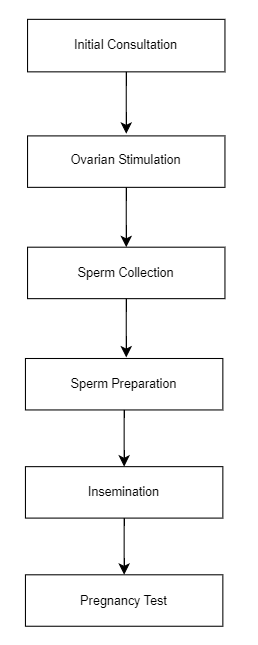 Initial Consultation
Ovarian Stimulation
Sperm Collection
Sperm Preparation
Insemination
Pregnancy Test